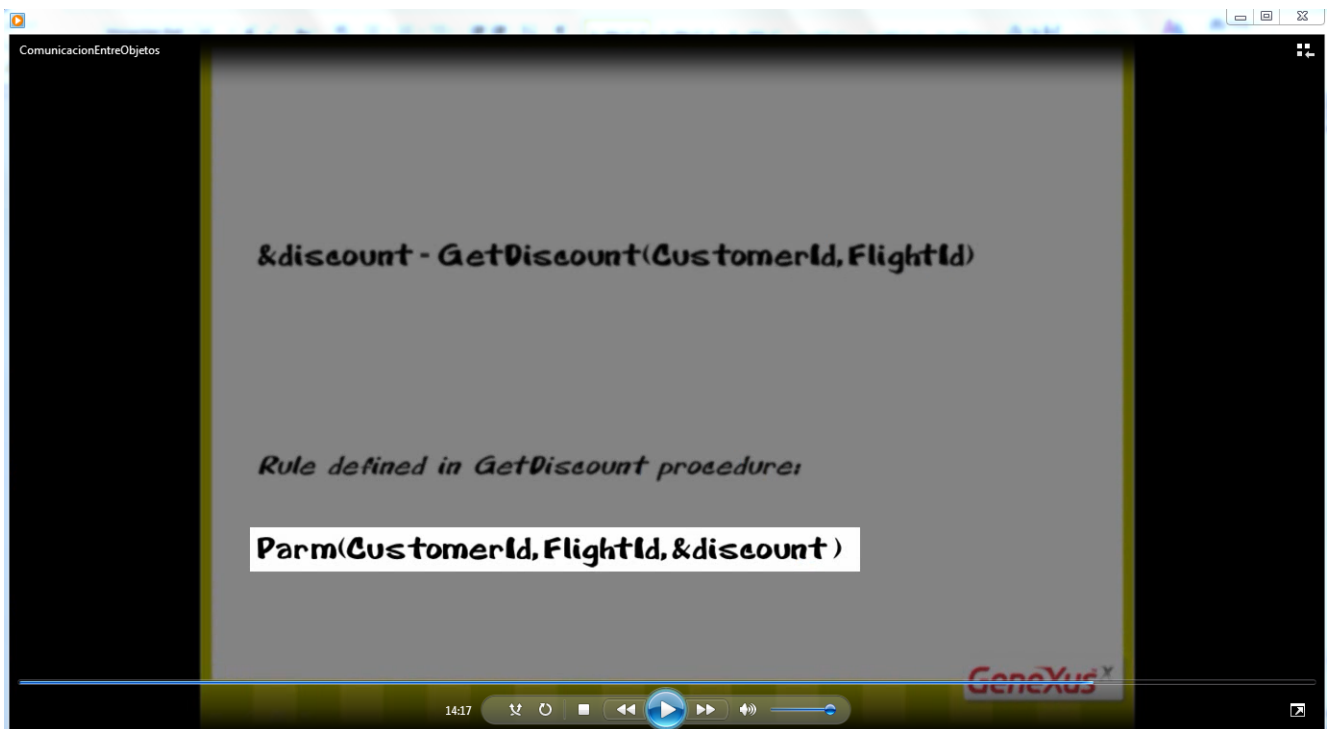 ComunicacionEntreObjetos
&discount - GetDiscount(CustomerId, FlightId)
Rule defined in GetDiscount procedure:
Parm(CustomerId, FlightId, &discount )
GeneXus X
14:17